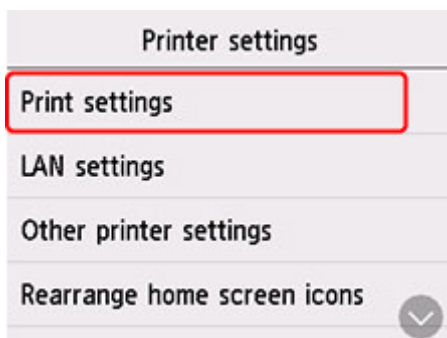 Printer settings
Print settings
LAN settings
Other printer settings
Rearrange home screen icons